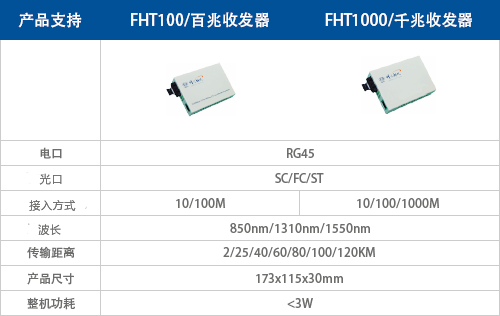 产品支持 FHT100/百兆收发器 FHT1000/千兆收发器
电口 RG45
光口 SC/FC/ST
接入方式 10/100M 10/100/1000M
波长 850nm/1310nm/1550nm
传输距离 2/25/40/60/80/100/120KM
产品尺寸 173x115x30mm
整机功耗 <3W